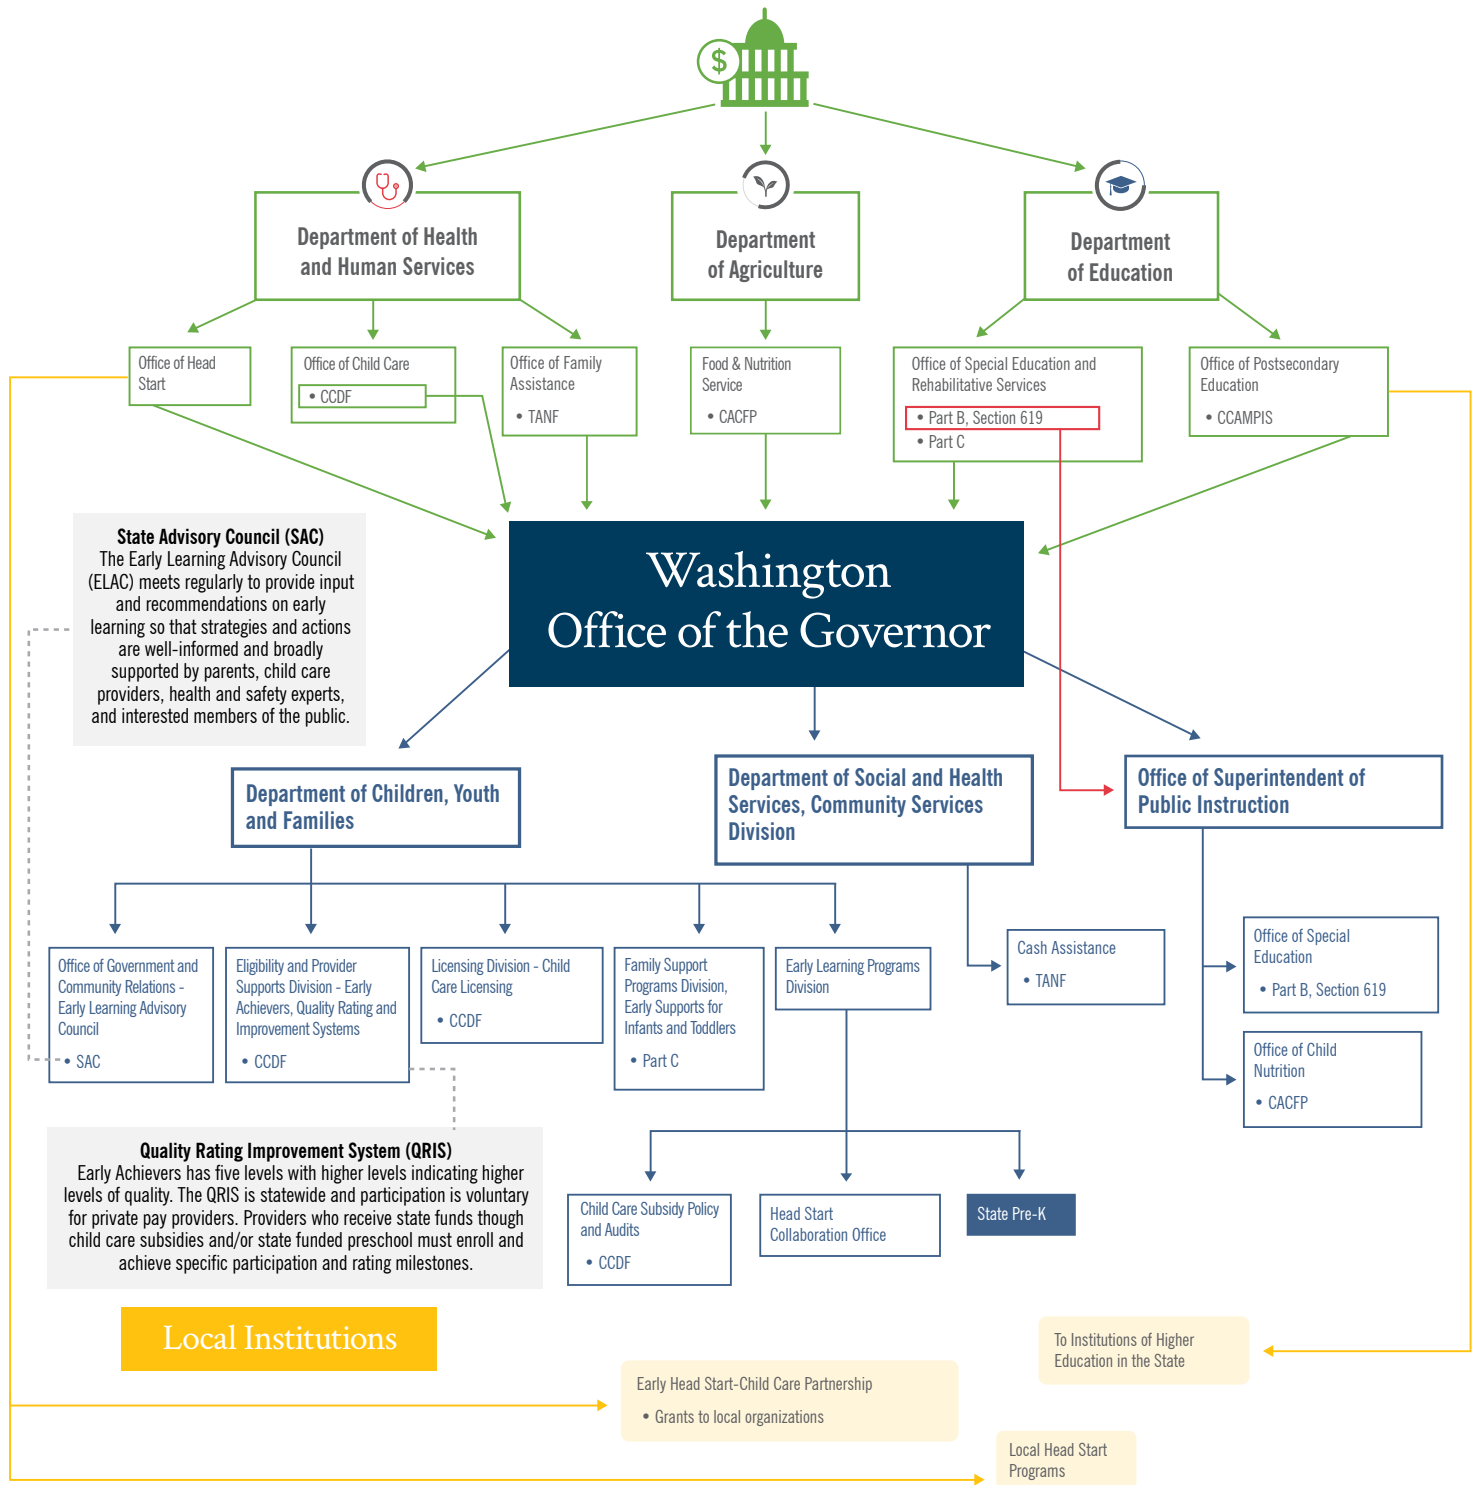 $
Department of Health
and Human Services
Department
of Agriculture
Department
of Education
Office of Head
Start
Office of Child Care
• CCDF
Office of Family
Assistance
• TANF
Food & Nutrition
Service
• CACFP
Office of Special Education and
Rehabilitative Services
• Part B, Section 619
• Part C
Office of Postsecondary
Education
• CCAMPIS
State Advisory Council (SAC)
The Early Learning Advisory Council
(ELAC) meets regularly to provide input
and recommendations on early
learning so that strategies and actions
are well-informed and broadly
supported by parents, child care
providers, health and safety experts,
and interested members of the public.
Washington
Office of the Governor
Department of Children, Youth
and Families
Department of Social and Health
Services, Community Services
Division
Office of Superintendent of
Public Instruction
Office of Government and
Community Relations -
Early Learning Advisory
Council
• SAC
Eligibility and Provider
Supports Division - Early
Achievers, Quality Rating and
Improvement Systems
• CCDF
Licensing Division - Child
Care Licensing
• CCDF
Family Support
Programs Division,
Early Supports for
Infants and Toddlers
• Part C
Early Learning Programs
Division
Cash Assistance
• TANF
Office of Special
Education
• Part B, Section 619
Office of Child
Nutrition
• CACFP
Quality Rating Improvement System (QRIS)
Early Achievers has five levels with higher levels indicating higher
levels of quality. The QRIS is statewide and participation is voluntary
for private pay providers. Providers who receive state funds though
child care subsidies and/or state funded preschool must enroll and
achieve specific participation and rating milestones.
Child Care Subsidy Policy
and Audits
• CCDF
Head Start
Collaboration Office
State Pre-K
Local Institutions
To Institutions of Higher
Education in the State
Early Head Start-Child Care Partnership
• Grants to local organizations
Local Head Start
Programs